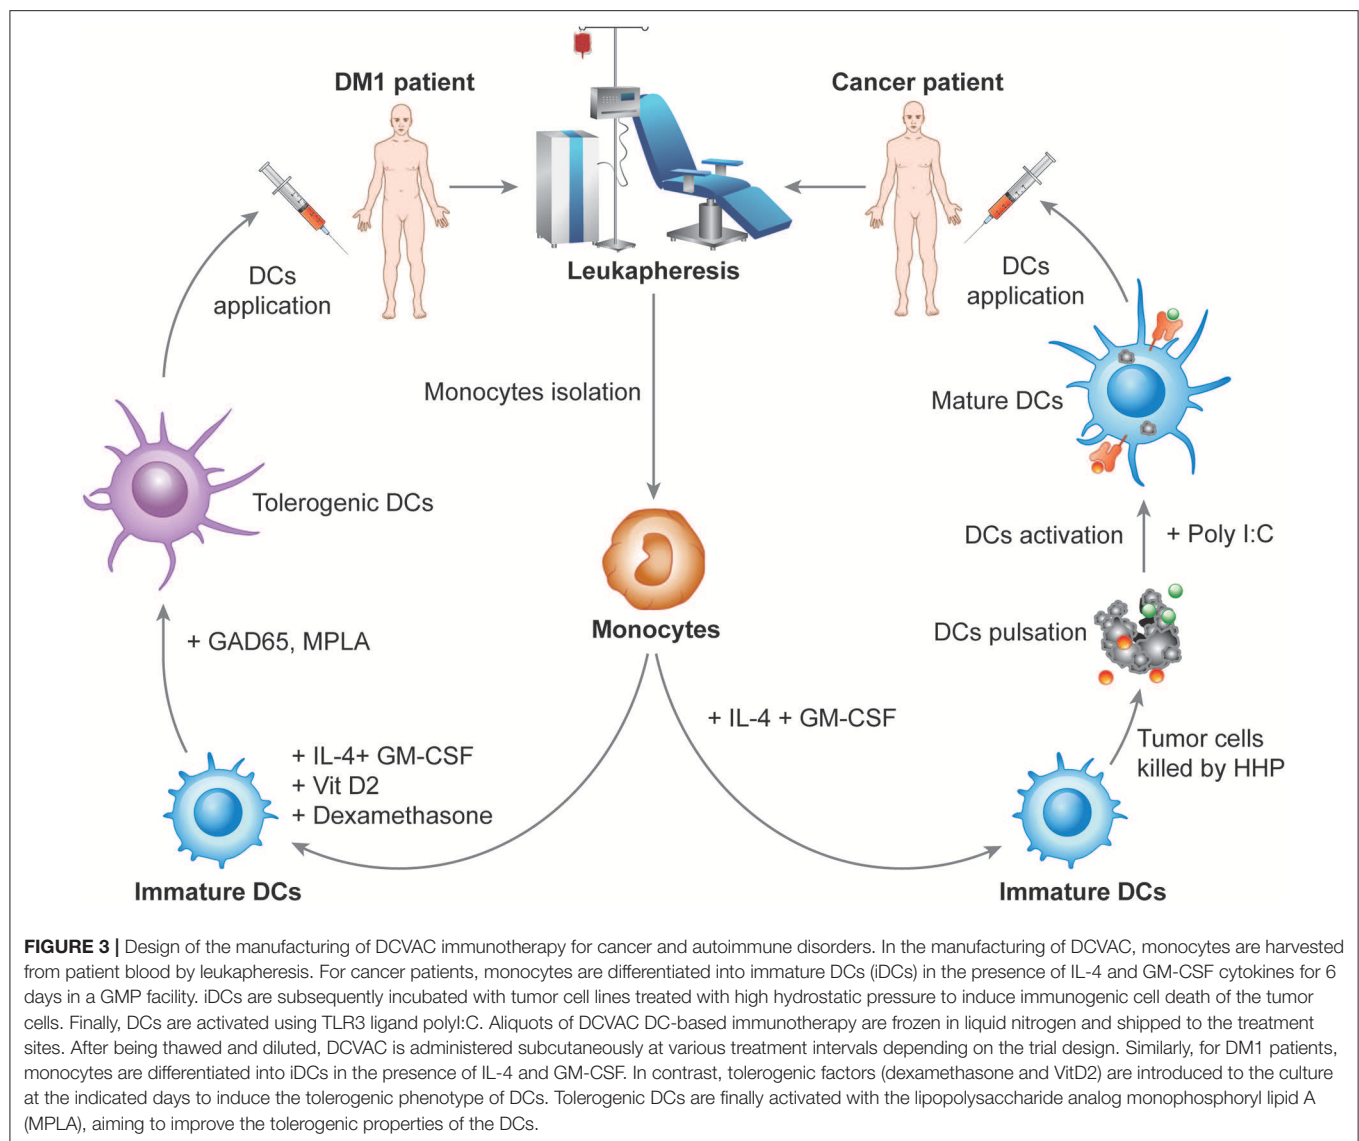 DM1 patient
Cancer patient
Leukapheresis
DCs
application
DCs
application
Monocytes isolation
Mature DCs
Tolerogenic DCs
DCs activation
+ Poly I:C
Monocytes
DCs pulsation
+ GAD65, MPLA
+ IL-4 + GM-CSF
Tumor cells
killed by HHP
+ IL-4+ GM-CSF
+ Vit D2
+ Dexamethasone
Immature DCs
Immature DCs
FIGURE 3 | Design of the manufacturing of DCVAC immunotherapy for cancer and autoimmune disorders. In the manufacturing of DCVAC, monocytes are harvested
from patient blood by leukapheresis. For cancer patients, monocytes are differentiated into immature DCs (iDCs) in the presence of IL-4 and GM-CSF cytokines for 6
days in a GMP facility. iDCs are subsequently incubated with tumor cell lines treated with high hydrostatic pressure to induce immunogenic cell death of the tumor
cells. Finally, DCs are activated using TLR3 ligand polyI:C. Aliquots of DCVAC DC-based immunotherapy are frozen in liquid nitrogen and shipped to the treatment
sites. After being thawed and diluted, DCVAC is administered subcutaneously at various treatment intervals depending on the trial design. Similarly, for DM1 patients,
monocytes are differentiated into iDCs in the presence of IL-4 and GM-CSF. In contrast, tolerogenic factors (dexamethasone and VitD2) are introduced to the culture
at the indicated days to induce the tolerogenic phenotype of DCs. Tolerogenic DCs are finally activated with the lipopolysaccharide analog monophosphoryl lipid A
(MPLA), aiming to improve the tolerogenic properties of the DCs.